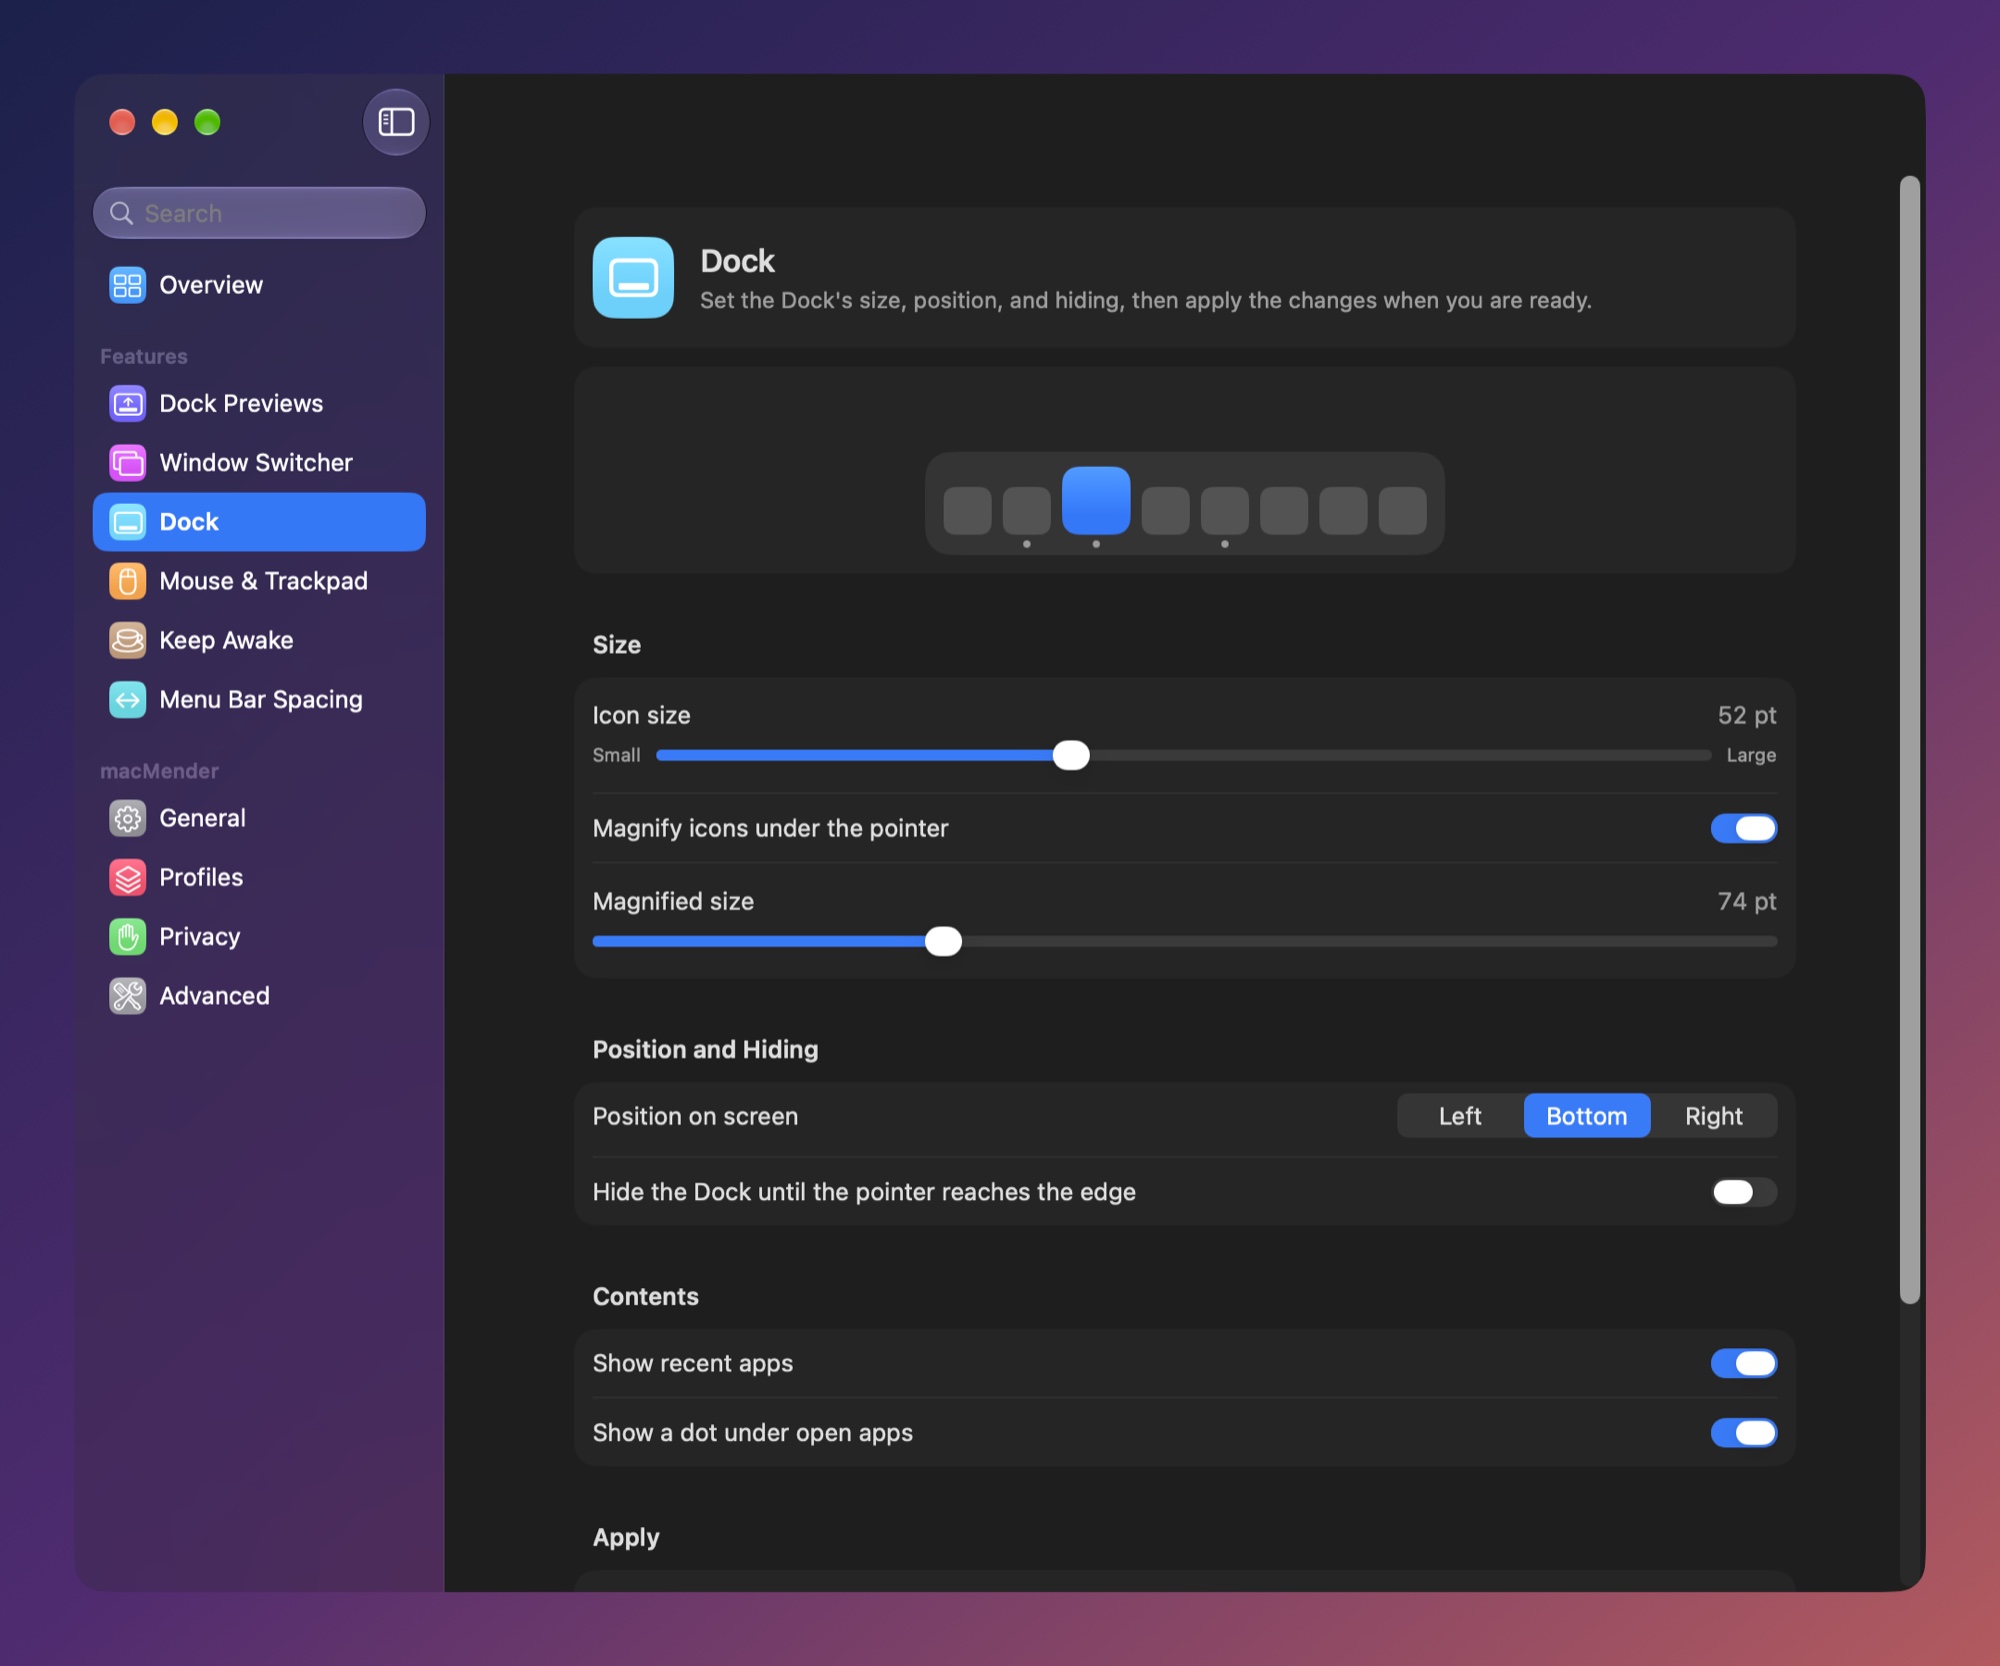 Search
Overview
Features
Dock Previews
Window Switcher
Dock
Mouse & Trackpad
Keep Awake
Menu Bar Spacing
macMender
General
Profiles
Privacy
Advanced
Dock
Set the Dock's size, position, and hiding, then apply the changes when you are ready.
Size
Icon size 52 pt
Small Large
Magnify icons under the pointer
Magnified size 74 pt
Position and Hiding
Position on screen Left Bottom Right
Hide the Dock until the pointer reaches the edge
Contents
Show recent apps
Show a dot under open apps
Apply